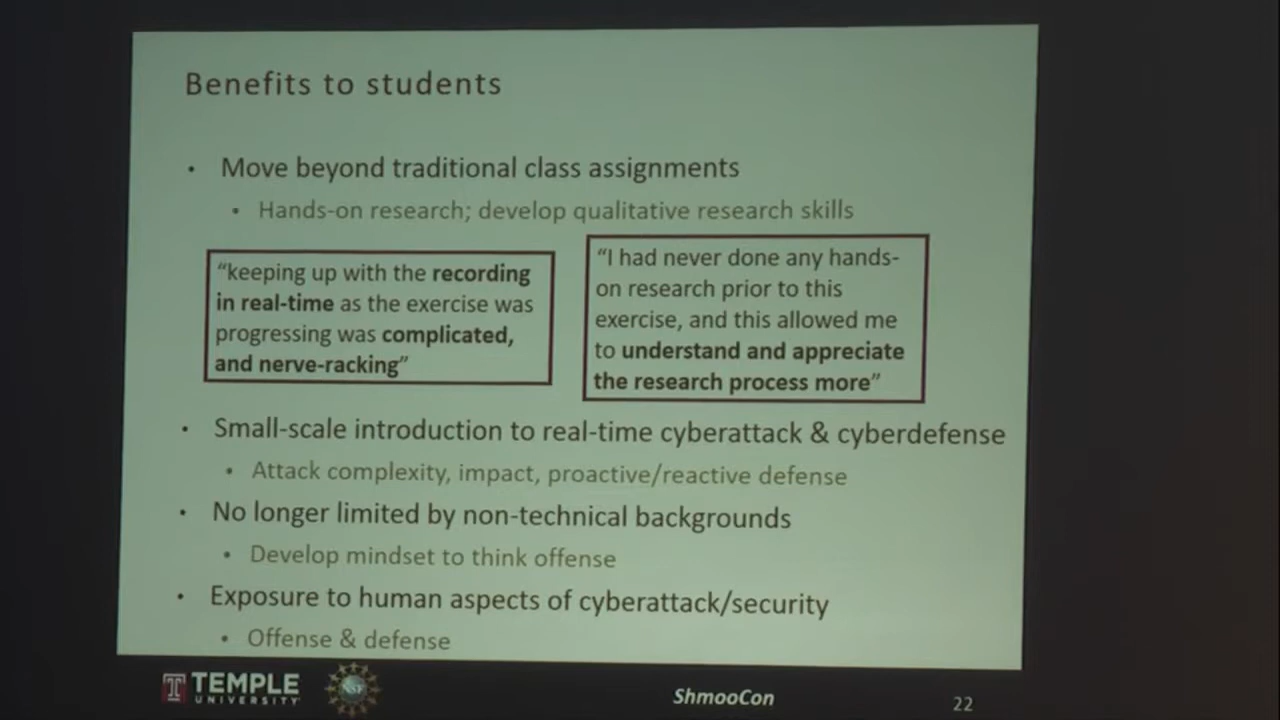 Benefits to students
• Move beyond traditional class assignments
• Hands-on research; develop qualitative research skills
“keeping up with the recording
in real-time as the exercise was
progressing was complicated,
and nerve-racking”
“I had never done any hands-
on research prior to this
exercise, and this allowed me
to understand and appreciate
the research process more”
• Small-scale introduction to real-time cyberattack & cyberdefense
• Attack complexity, impact, proactive/reactive defense
• No longer limited by non-technical backgrounds
• Develop mindset to think offense
• Exposure to human aspects of cyberattack/security
• Offense & defense
T TEMPLE
UNIVERSITY
NSF
ShmooCon
22